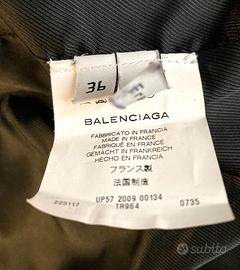 36
BALENCIAGA
FABBRICATO IN FRANCIA
MADE IN FRANCE
FABRIQUÉ EN FRANCE
GEMACHT IN FRANKREICH
HECHO EN FRANCIA
フランス製
法国制造
223117 UP57 2009 00134 0735
TR964
subito